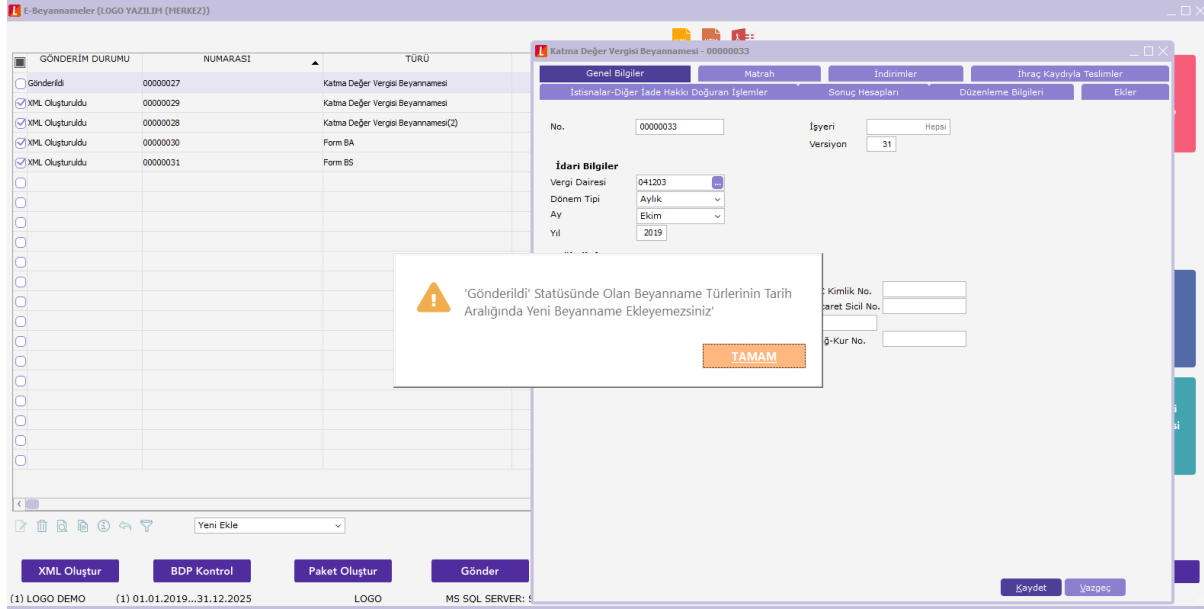 E-Beyannameler (LOGO YAZILIM (MERKEZ))
GÖNDERİM DURUMU NUMARASI TÜRÜ
Gönderildi 00000027 Katma Değer Vergisi Beyannamesi
XML Oluşturuldu 00000029 Katma Değer Vergisi Beyannamesi
XML Oluşturuldu 00000028 Katma Değer Vergisi Beyannamesi(2)
XML Oluşturuldu 00000030 Form BA
XML Oluşturuldu 00000031 Form BS
Katma Değer Vergisi Beyannamesi - 00000033
Genel Bilgiler Matrah İndirimler İhraç Kaydıyla Teslimler
İstisnalar-Diğer İade Hakkı Doğuran İşlemler Sonuç Hesapları Düzenleme Bilgileri Ekler
No. 00000033 İşyeri Hepsi
Versiyon 31
İdari Bilgiler
Vergi Dairesi 041203 ...
Dönem Tipi Aylık
Ay Ekim
Yıl 2019
'Gönderildi' Statüsünde Olan Beyanname Türlerinin Tarih
Aralığında Yeni Beyanname Ekleyemezsiniz'
TAMAM
Kimlik No.
caret Sicil No.
ğ-Kur No.
Yeni Ekle
XML Oluştur BDP Kontrol Paket Oluştur Gönder
Kaydet Vazgeç
(1) LOGO DEMO (1) 01.01.2019...31.12.2025 LOGO MS SQL SERVER: